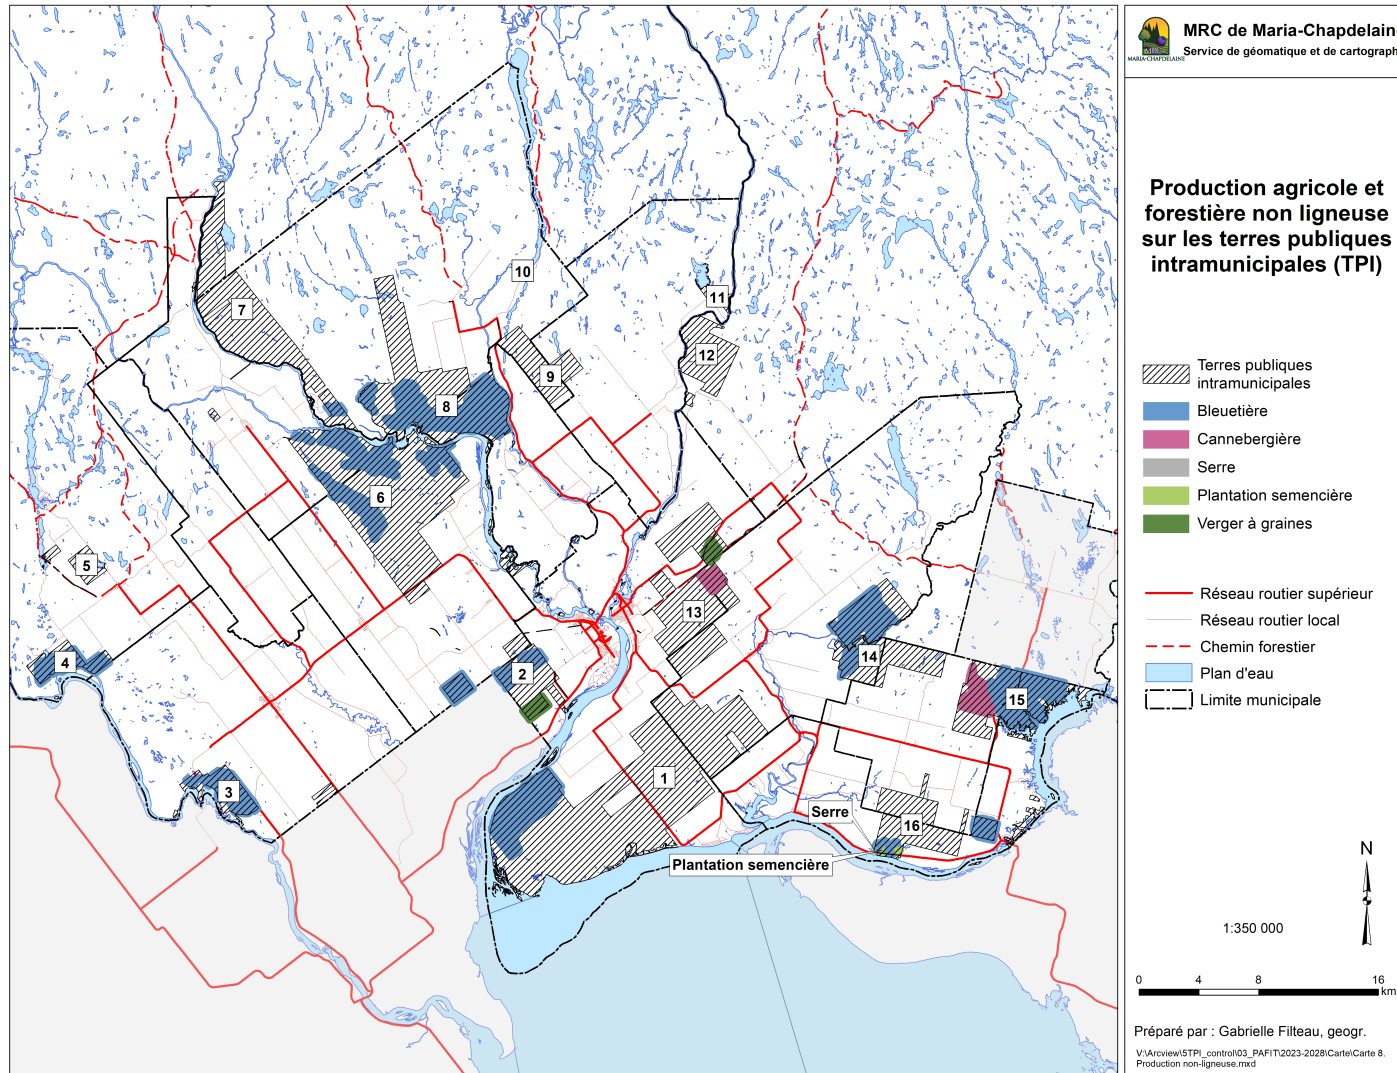 MRC de Maria-Chapdelaine
Service de géomatique et de cartograph
MRC
MARIA-CHAPDELAINE
Production agricole et
forestière non ligneuse
sur les terres publiques
intramunicipales (TPI)
Terres publiques
intramunicipales
Bleuetière
Cannebergière
Serre
Plantation semencière
Verger à graines
Réseau routier supérieur
Réseau routier local
Chemin forestier
Plan d'eau
Limite municipale
N
1:350 000
0 4 8 16
km
Préparé par : Gabrielle Filteau, geogr.
V:\Arcview\5TPI_control\03_PAFIT\2023-2028\Carte\Carte 8.
Production non-ligneuse.mxd
10
11
7
12
9
8
6
5
13
14
4
2
15
1
3
Serre
16
Plantation semencière